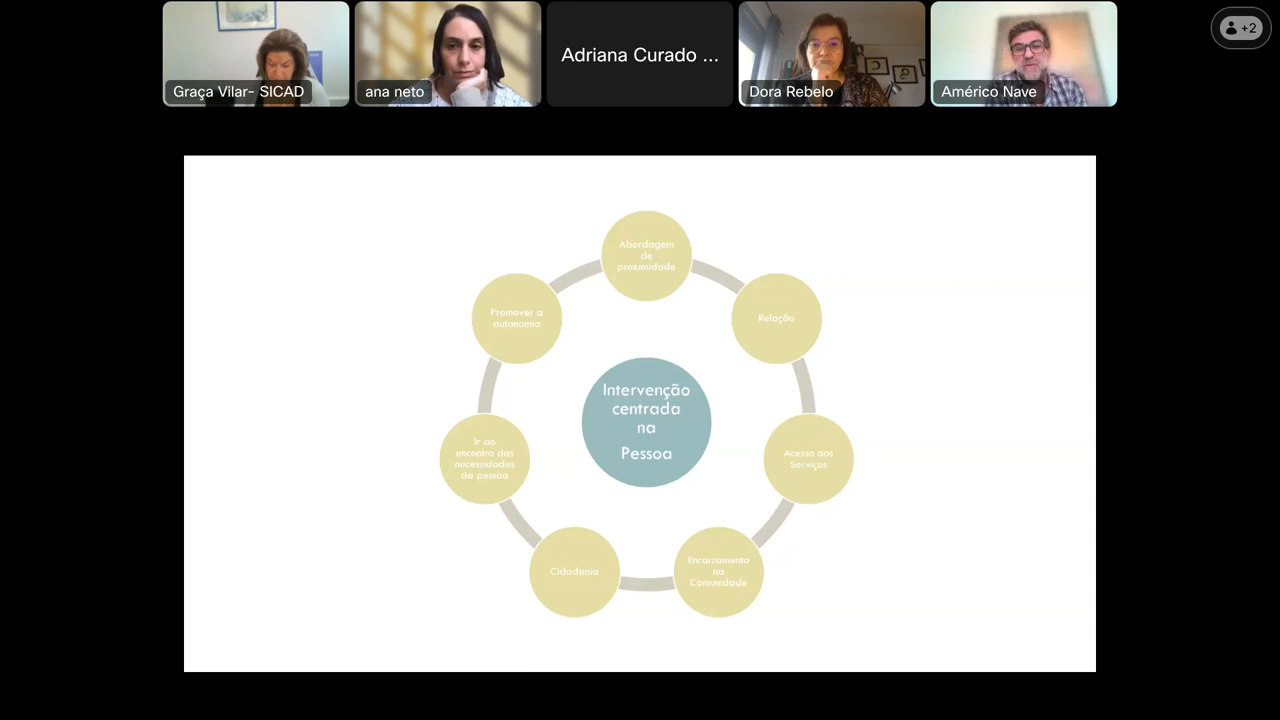 Graça Vilar- SICAD
ana neto
Adriana Curado ...
Dora Rebelo
Américo Nave
+2
Abordagem
de
proximidade
Relação
Acesso aos
Serviços
Enraizamento
na
Comunidade
Cidadania
Ir ao
encontro das
necessidades
da pessoa
Promover a
autonomia
Intervenção
centrada
na
Pessoa